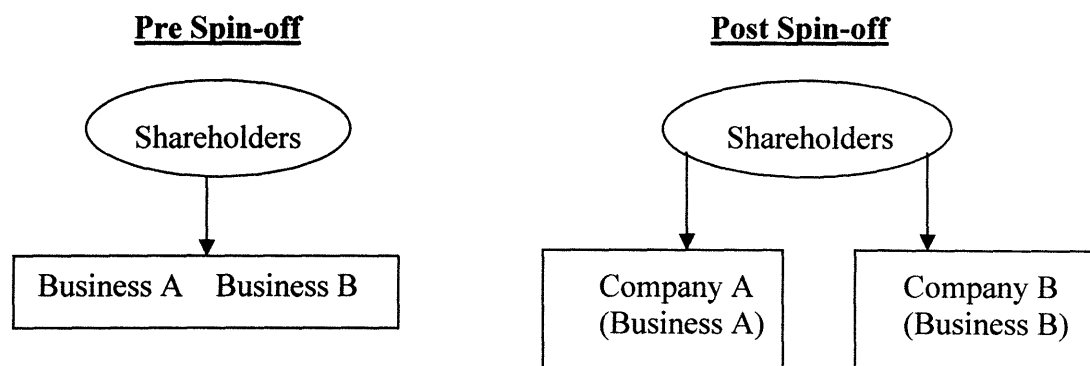 Pre Spin-off
Shareholders
Business A Business B
Post Spin-off
Shareholders
Company A
(Business A)
Company B
(Business B)